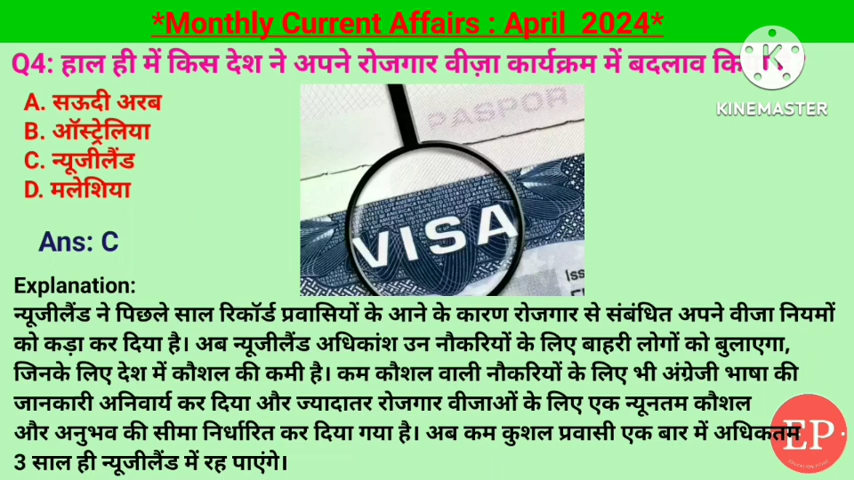 *Monthly Current Affairs : April 2024*
Q4: हाल ही में किस देश ने अपने रोजगार वीज़ा कार्यक्रम में बदलाव
KINEMASTER
A. सऊदी अरब
B. ऑस्ट्रेलिया
C. न्यूजीलैंड
D. मलेशिया
PASPOR
VISA
Iss
Ans: C
Explanation:
न्यूजीलैंड ने पिछले साल रिकॉर्ड प्रवासियों के आने के कारण रोजगार से संबंधित अपने वीजा नियमों
को कड़ा कर दिया है। अब न्यूजीलैंड अधिकांश उन नौकरियों के लिए बाहरी लोगों को बुलाएगा,
जिनके लिए देश में कौशल की कमी है। कम कौशल वाली नौकरियों के लिए भी अंग्रेजी भाषा की
जानकारी अनिवार्य कर दिया और ज्यादातर रोजगार वीजाओं के लिए एक न्यूनतम कौशल
और अनुभव की सीमा निर्धारित कर दिया गया है। अब कम कुशल प्रवासी एक बार में अधिकतम
3 साल ही न्यूजीलैंड में रह पाएंगे।
EP